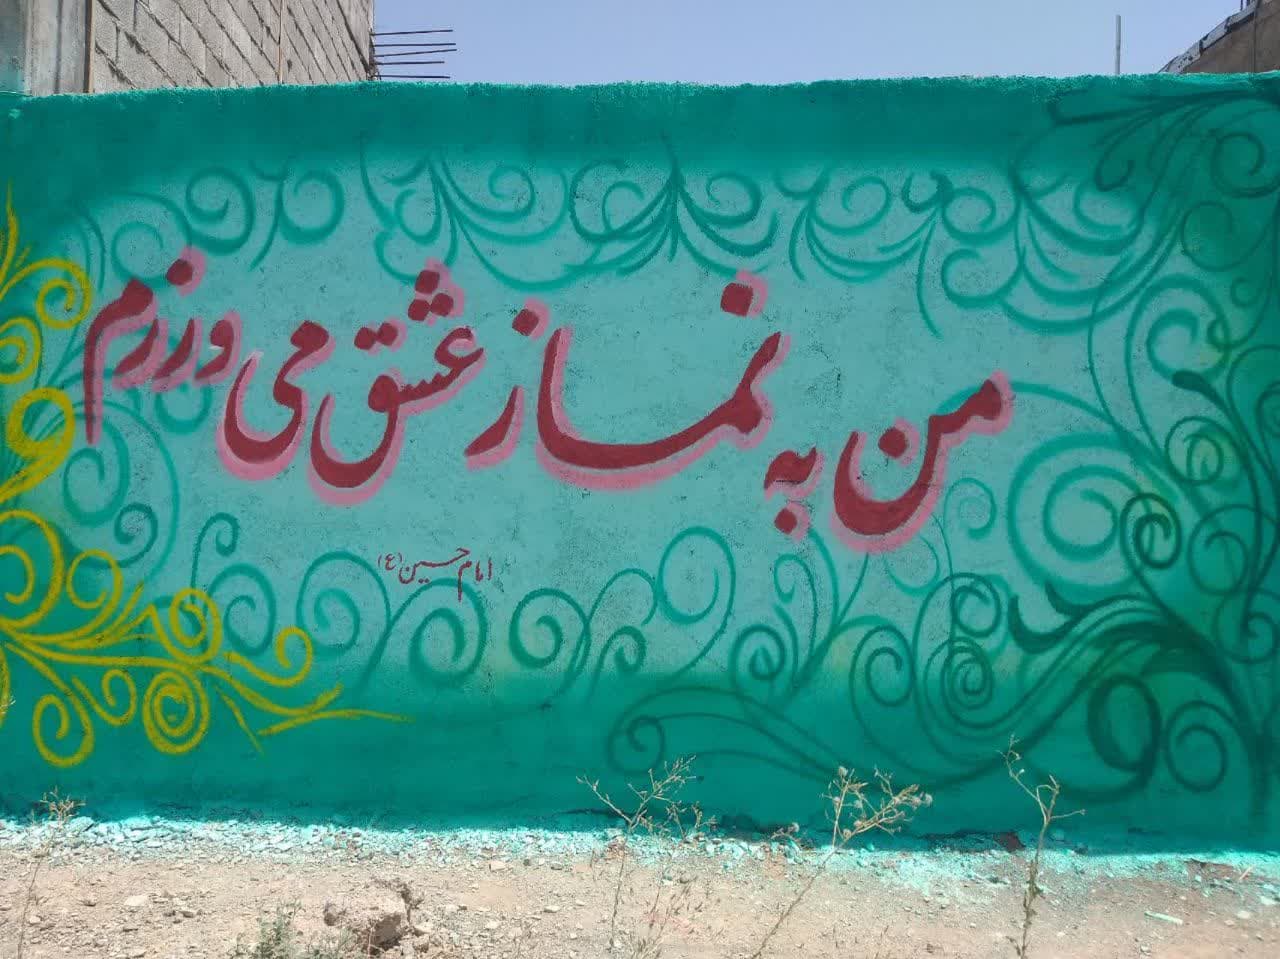 من به نماز عشق می ورزم
امام حسین (ع)